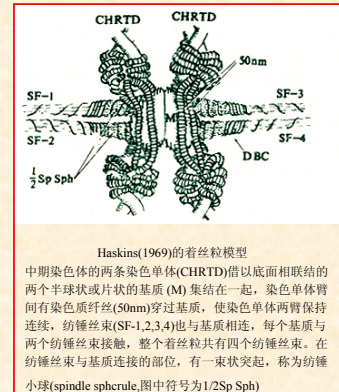 CHRTD CHRTD
50nm
SF-1 SF-3
M
SF-2 SF-4
DBC
1/2 Sp Sph
Haskins(1969)的着丝粒模型
中期染色体的两条染色单体(CHRTD)借以底面相联结的
两个半球状或片状的基质 (M) 集结在一起，染色单体臂
间有染色质纤丝(50nm)穿过基质，使染色单体两臂保持
连续，纺锤丝束(SF-1,2,3,4)也与基质相连，每个基质与
两个纺锤丝束接触，整个着丝粒共有四个纺锤丝束。在
纺锤丝束与基质连接的部位，有一束状突起，称为纺锤
小球(spindle spherule,图中符号为1/2Sp Sph)